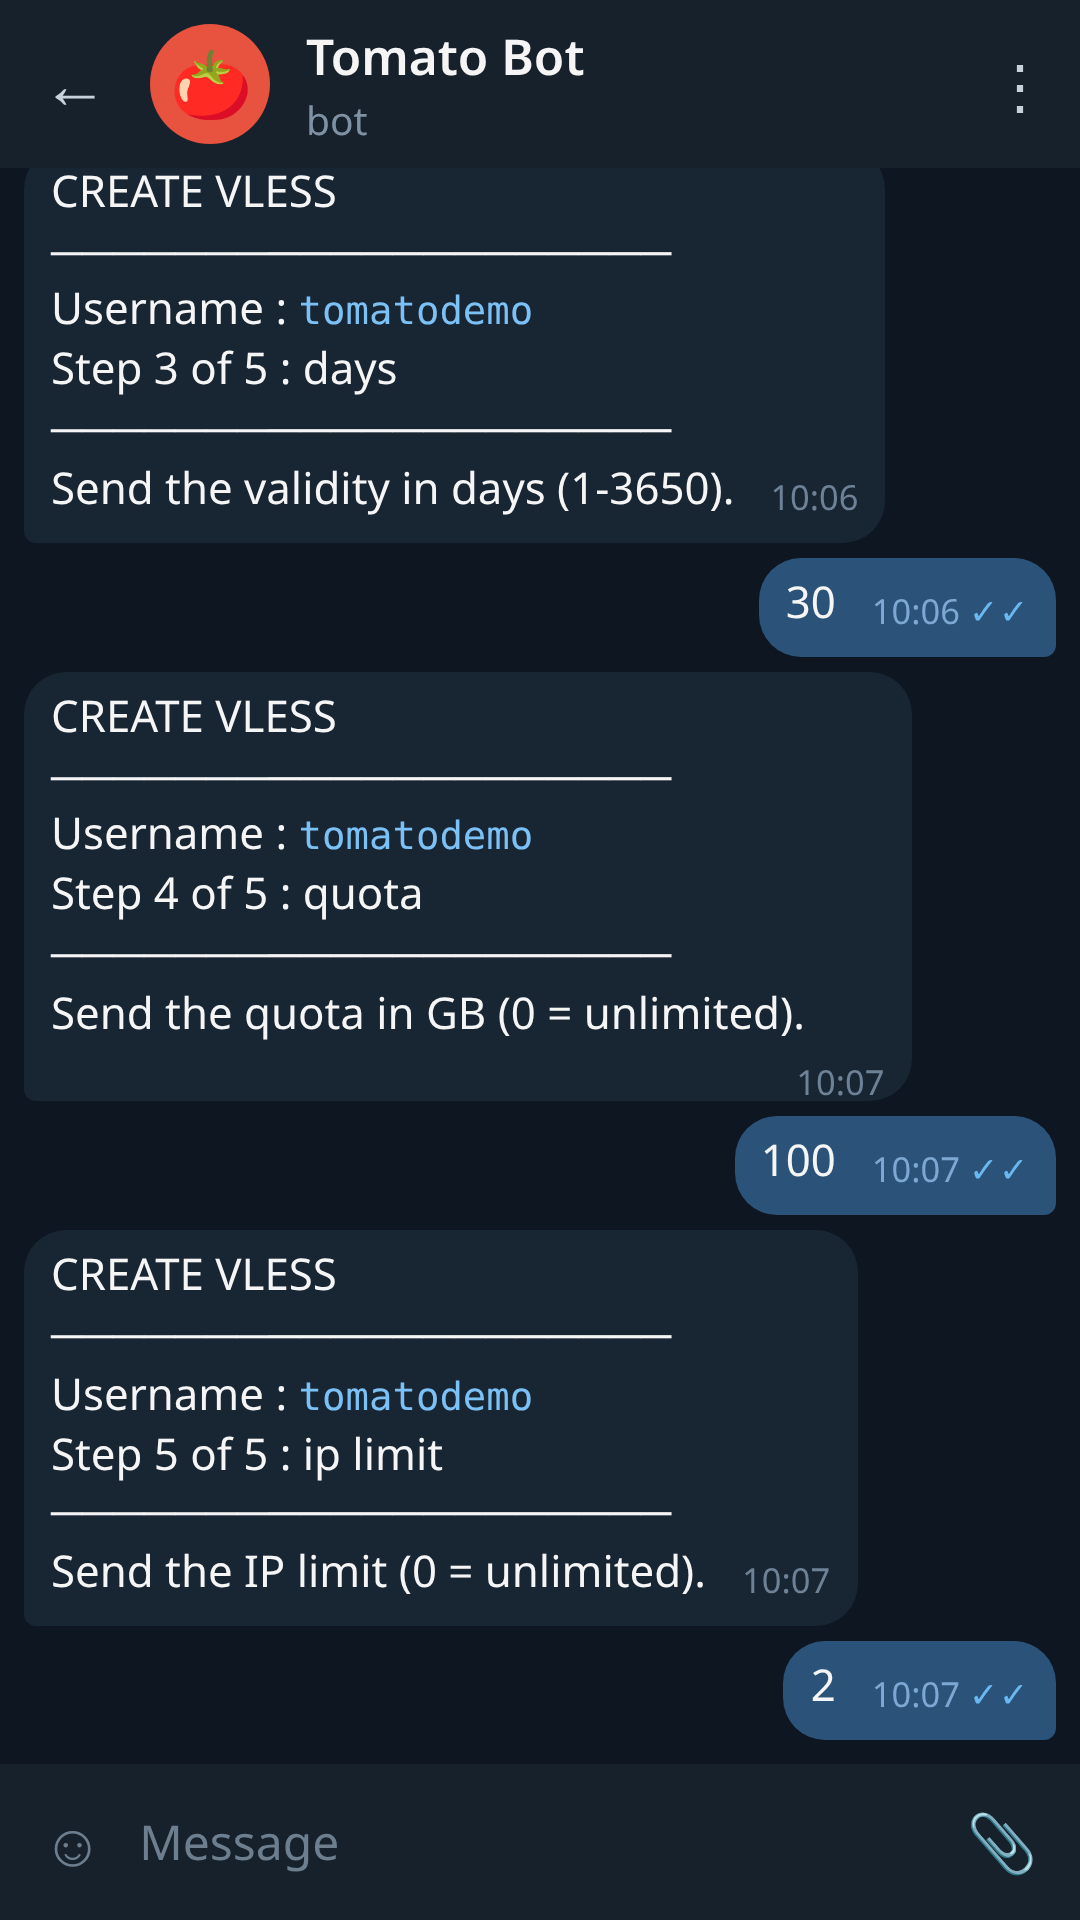 Tomato Bot
bot
CREATE VLESS
Username : tomatodemo
Step 3 of 5 : days
Send the validity in days (1-3650). 10:06
30 10:06 ✓✓
CREATE VLESS
Username : tomatodemo
Step 4 of 5 : quota
Send the quota in GB (0 = unlimited).
10:07
100 10:07 ✓✓
CREATE VLESS
Username : tomatodemo
Step 5 of 5 : ip limit
Send the IP limit (0 = unlimited). 10:07
2 10:07 ✓✓
Message